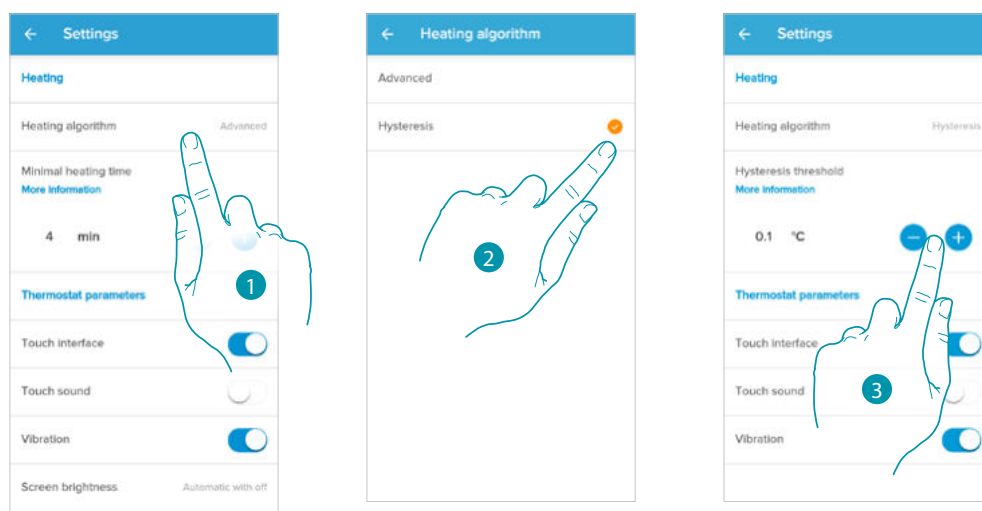 Settings
Heating
Heating algorithm Advanced
Minimal heating time
More information
4 min
1
Thermostat parameters
Touch interface
Touch sound
Vibration
Screen brightness Automatic with off
Heating algorithm
Advanced
Hysteresis
2
Settings
Heating
Heating algorithm Hysteresis
Hysteresis threshold
More information
0.1 °C
Thermostat parameters
Touch interface
Touch sound
3
Vibration